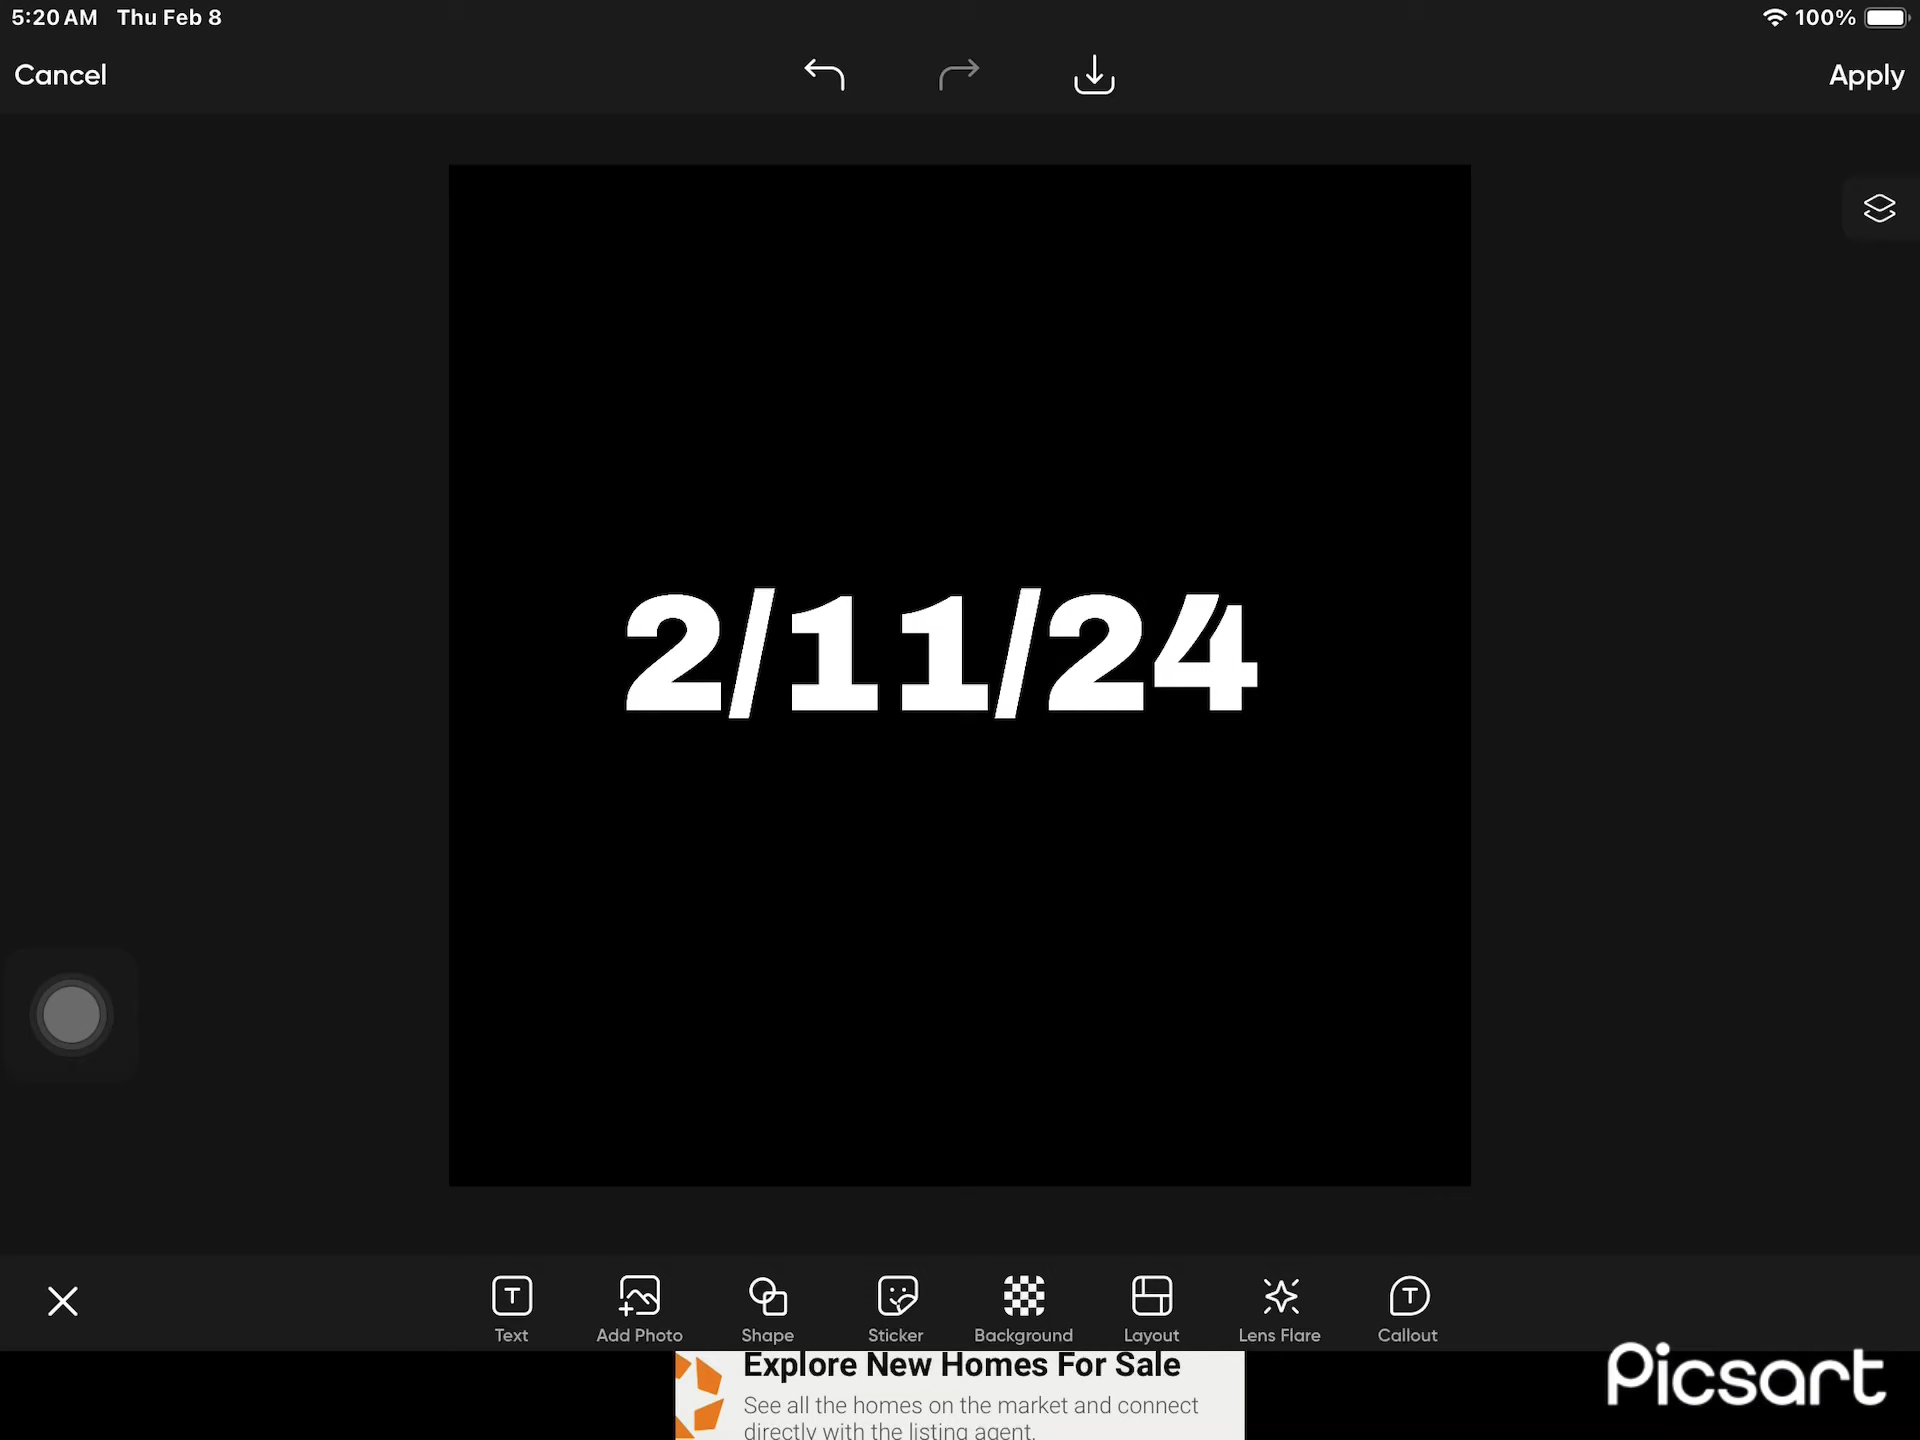 5:20 AM Thu Feb 8 100%
Cancel Apply
2/11/24
Text Add Photo Shape Sticker Background Layout Lens Flare Callout
Explore New Homes For Sale
See all the homes on the market and connect
directly with the listing agent.
Picsart